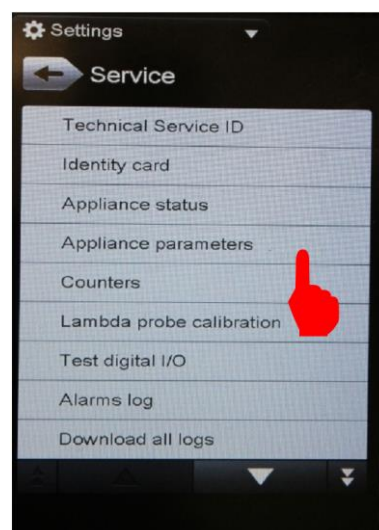 Settings
Service
Technical Service ID
Identity card
Appliance status
Appliance parameters
Counters
Lambda probe calibration
Test digital I/O
Alarms log
Download all logs